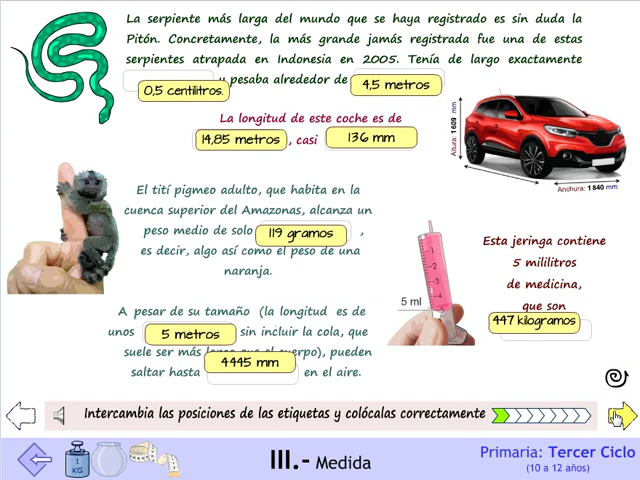 La serpiente más larga del mundo que se haya registrado es sin duda la
Pitón. Concretamente, la más grande jamás registrada fue una de estas
serpientes atrapada en Indonesia en 2005. Tenía de largo exactamente
0,5 centilitros. y pesaba alrededor de 4,5 metros
La longitud de este coche es de
14,85 metros , casi 136 mm
Altura: 1609 mm
Anchura: 1840 mm
El tití pigmeo adulto, que habita en la
cuenca superior del Amazonas, alcanza un
peso medio de solo 119 gramos ,
es decir, algo así como el peso de una
naranja.
Esta jeringa contiene
5 mililitros
de medicina,
que son
447 kilogramos
1
2
3
4
5
5 ml
A pesar de su tamaño (la longitud es de
unos 5 metros sin incluir la cola, que
suele ser más larga que el cuerpo), pueden
saltar hasta 4445 mm en el aire.
Intercambia las posiciones de las etiquetas y colócalas correctamente
1
KG
III.- Medida
Primaria: Tercer Ciclo
(10 a 12 años)